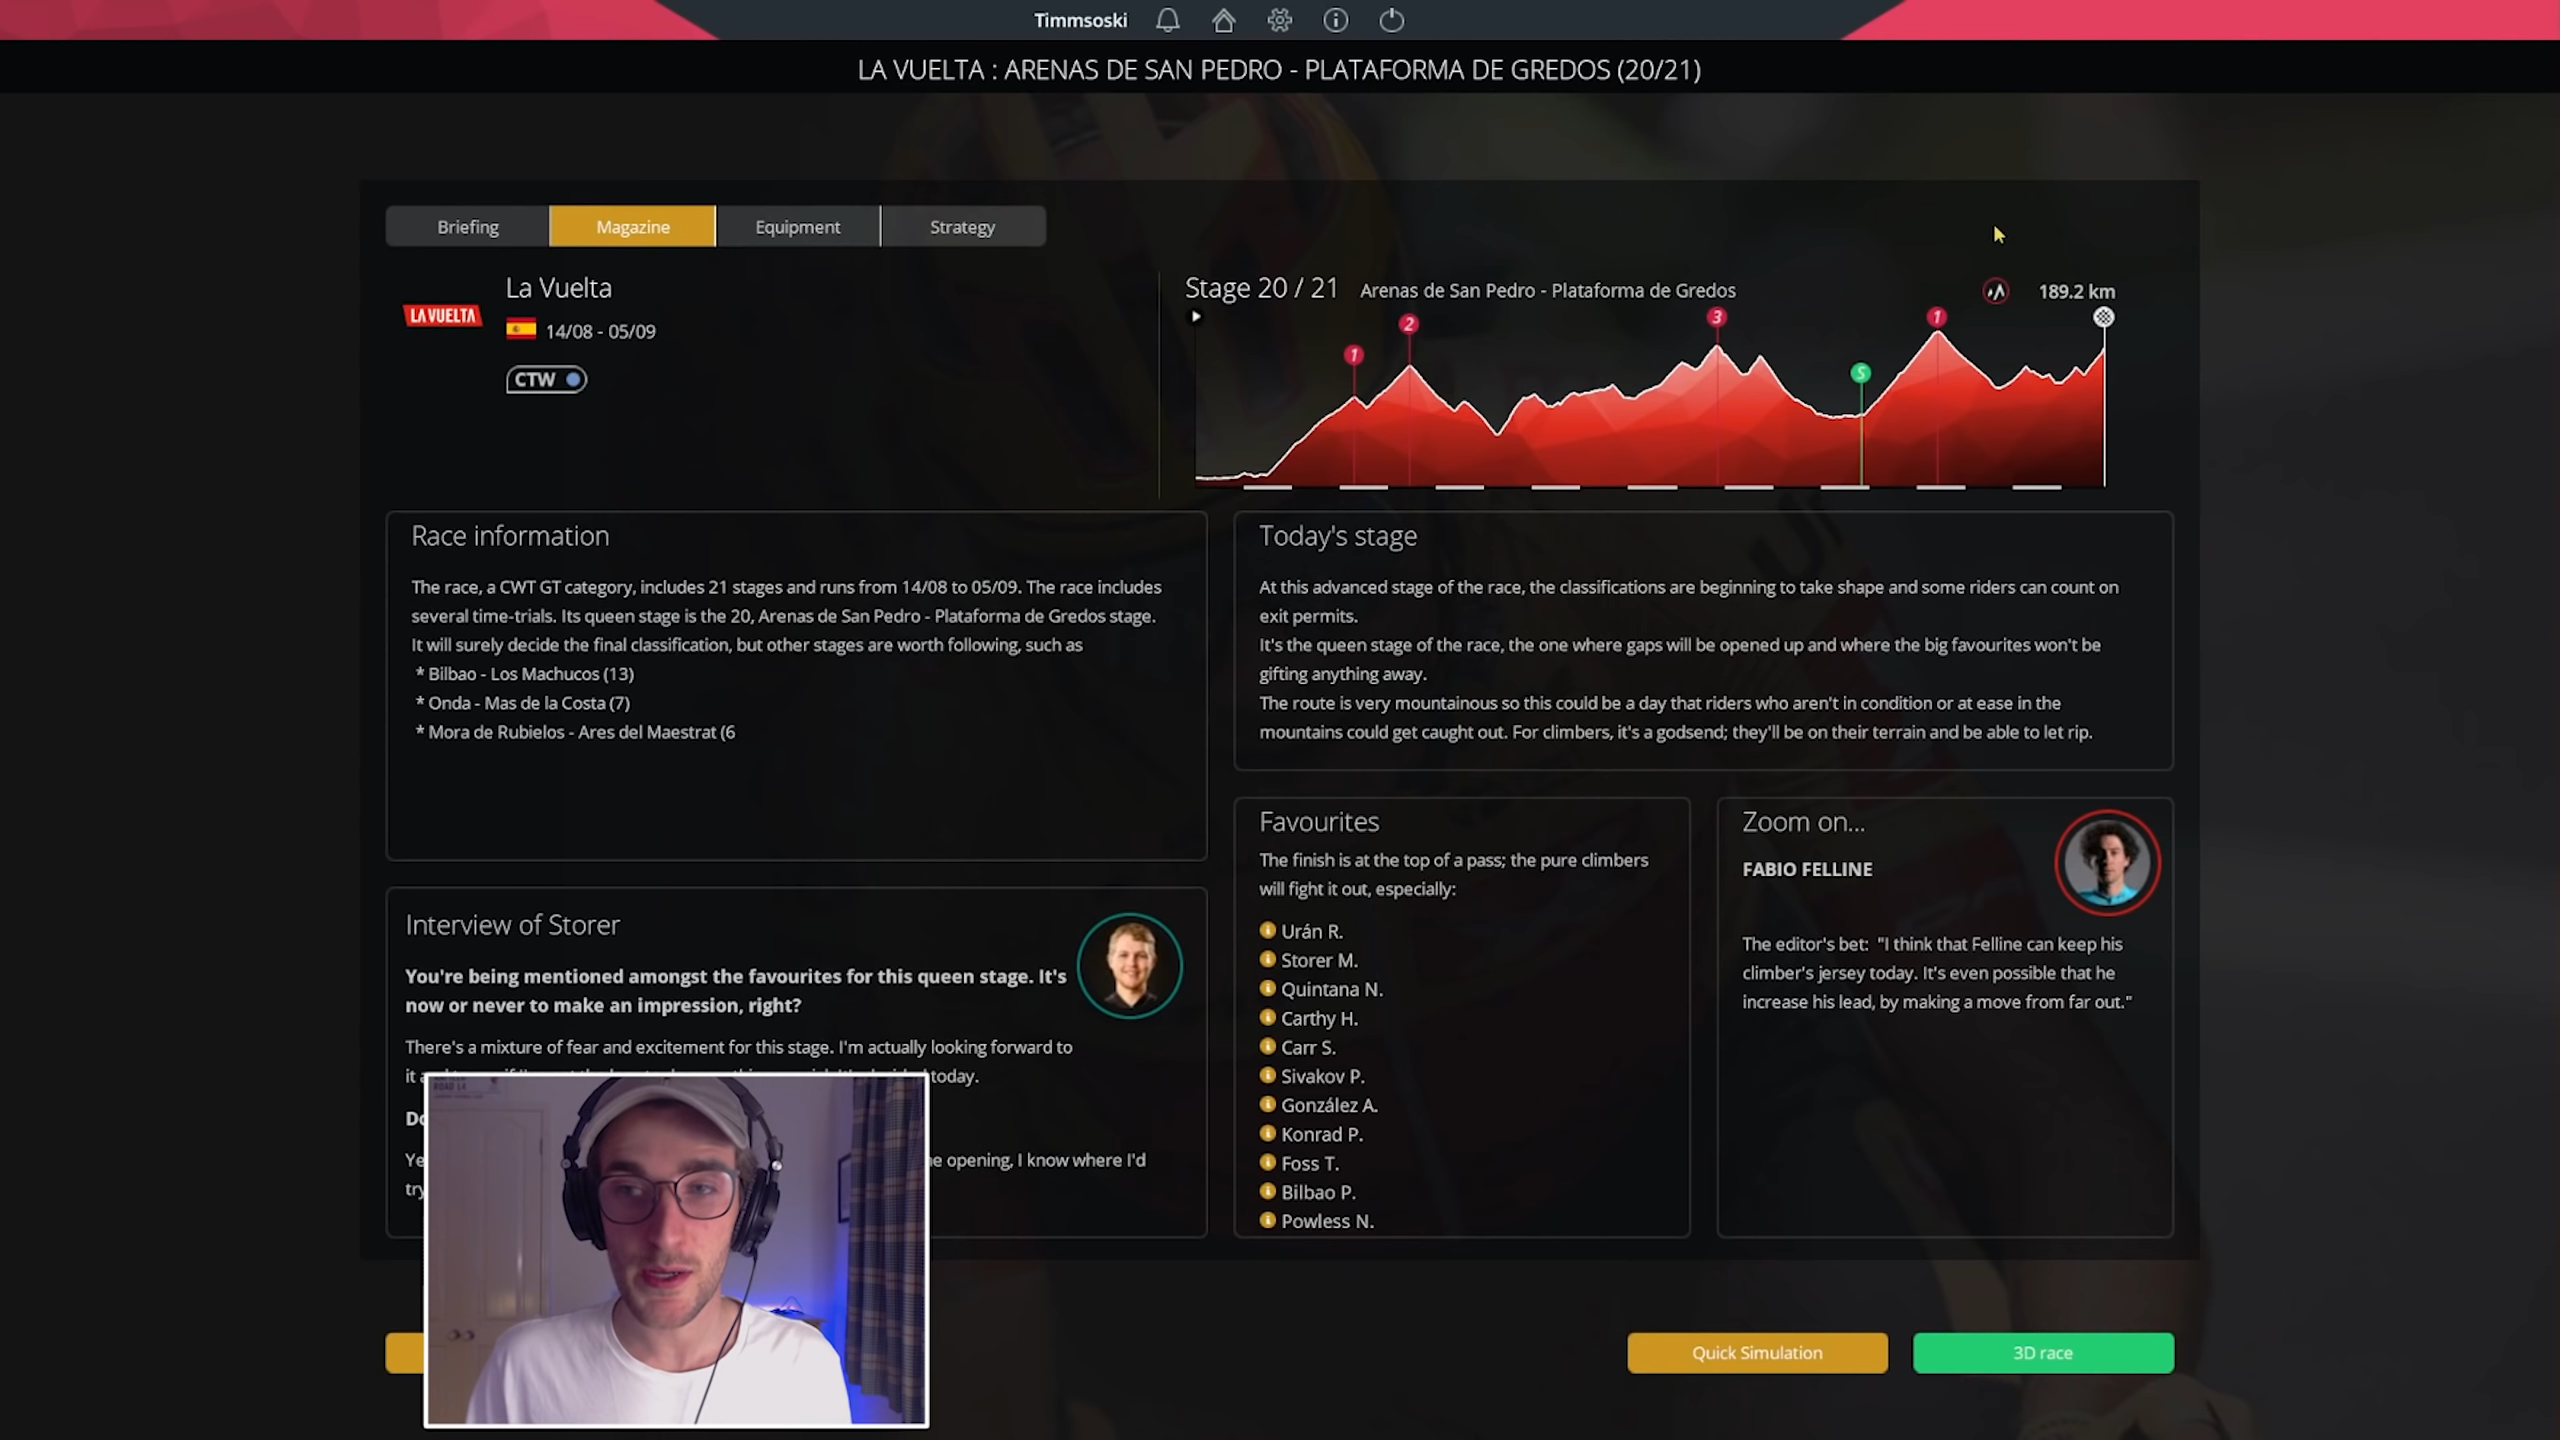 Timmsoski
LA VUELTA : ARENAS DE SAN PEDRO - PLATAFORMA DE GREDOS (20/21)
Briefing
Magazine
Equipment
Strategy
LA VUELTA
La Vuelta
14/08 - 05/09
CTW
Stage 20 / 21
Arenas de San Pedro - Plataforma de Gredos
189.2 km
1
2
3
S
1
Race information
The race, a CWT GT category, includes 21 stages and runs from 14/08 to 05/09. The race includes
several time-trials. Its queen stage is the 20, Arenas de San Pedro - Plataforma de Gredos stage.
It will surely decide the final classification, but other stages are worth following, such as
* Bilbao - Los Machucos (13)
* Onda - Mas de la Costa (7)
* Mora de Rubielos - Ares del Maestrat (6
Today's stage
At this advanced stage of the race, the classifications are beginning to take shape and some riders can count on
exit permits.
It's the queen stage of the race, the one where gaps will be opened up and where the big favourites won't be
gifting anything away.
The route is very mountainous so this could be a day that riders who aren't in condition or at ease in the
mountains could get caught out. For climbers, it's a godsend; they'll be on their terrain and be able to let rip.
Interview of Storer
You're being mentioned amongst the favourites for this queen stage. It's
now or never to make an impression, right?
There's a mixture of fear and excitement for this stage. I'm actually looking forward to
it today.
opening, I know where I'd
try
Favourites
The finish is at the top of a pass; the pure climbers
will fight it out, especially:
Urán R.
Storer M.
Quintana N.
Carthy H.
Carr S.
Sivakov P.
González A.
Konrad P.
Foss T.
Bilbao P.
Powless N.
Zoom on...
FABIO FELLINE
The editor's bet: "I think that Felline can keep his
climber's jersey today. It's even possible that he
increase his lead, by making a move from far out."
Quick Simulation
3D race